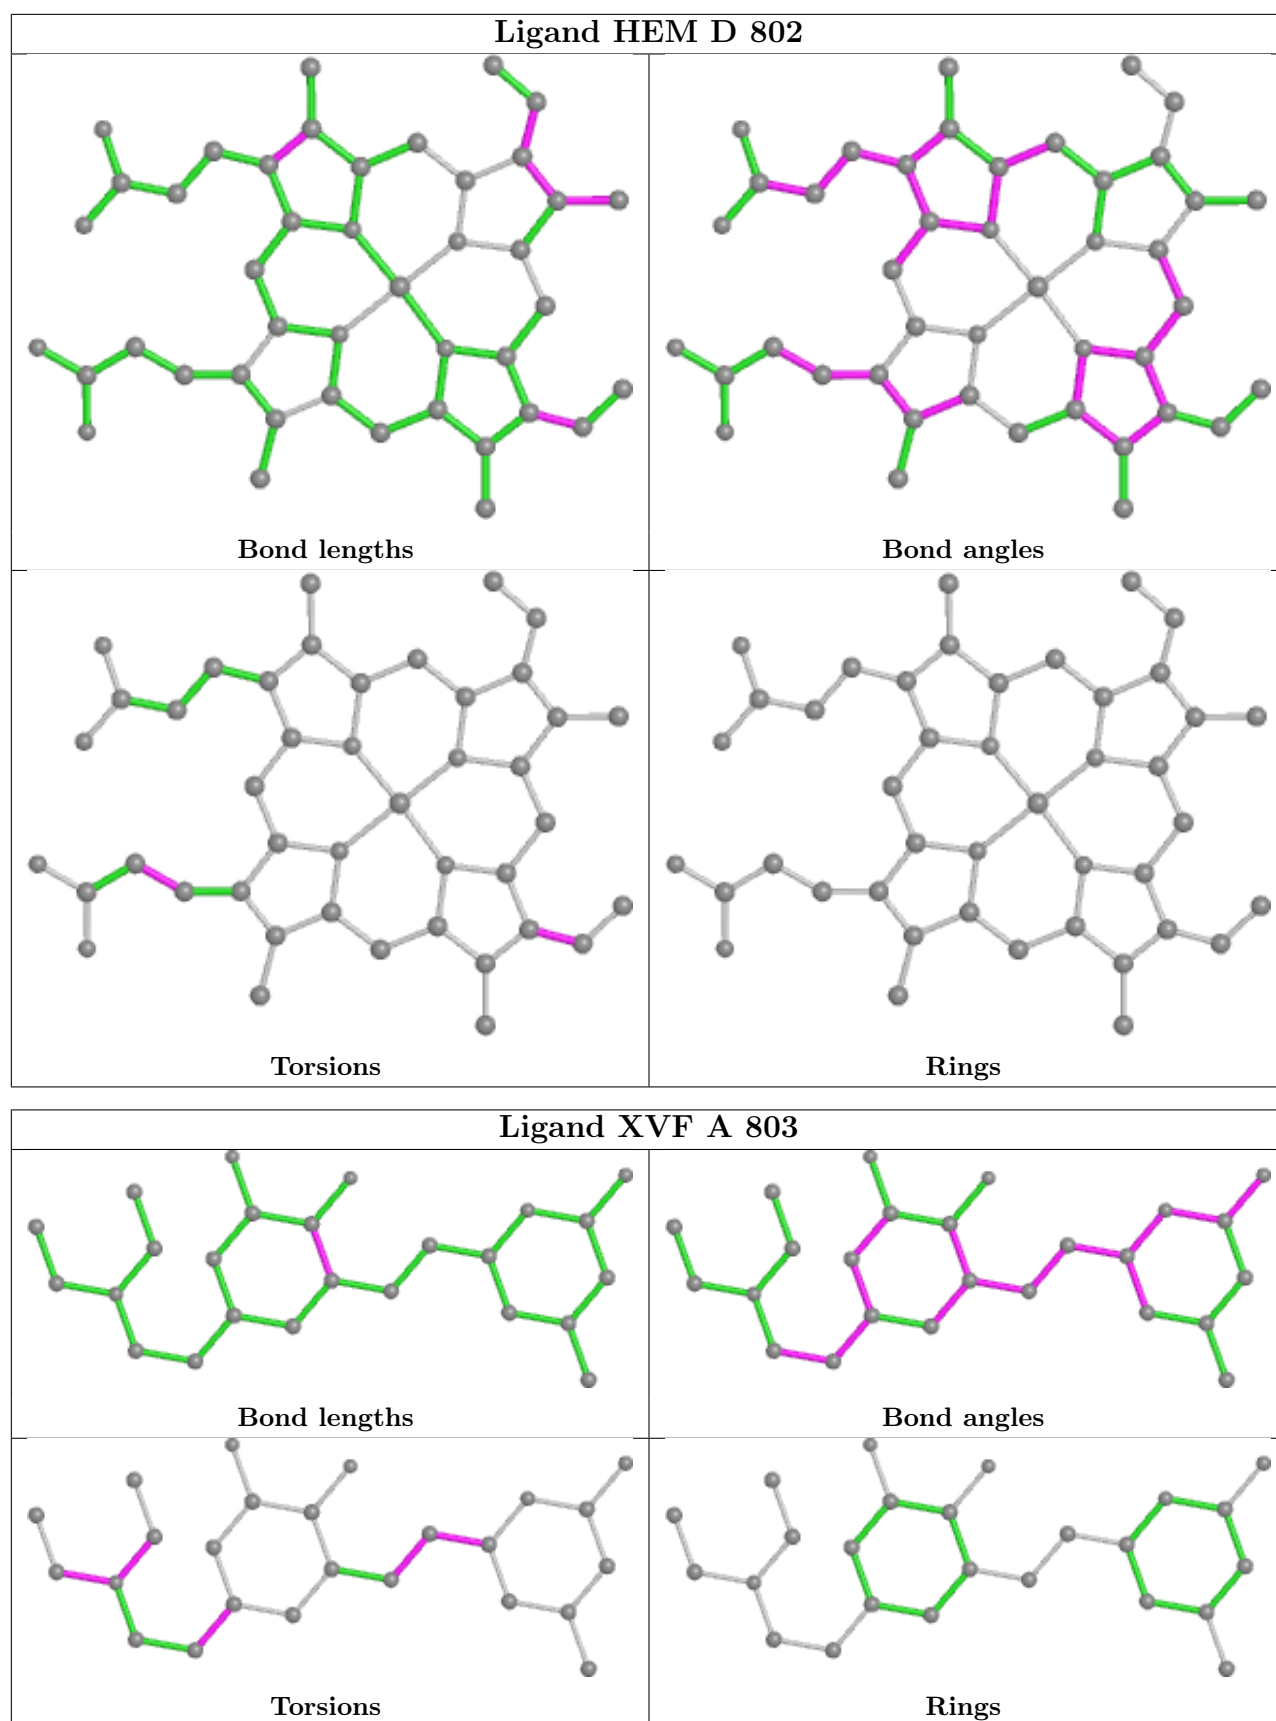 Ligand HEM D 802
Bond lengths
Bond angles
Torsions
Rings
Ligand XVF A 803
Bond lengths
Bond angles
Torsions
Rings